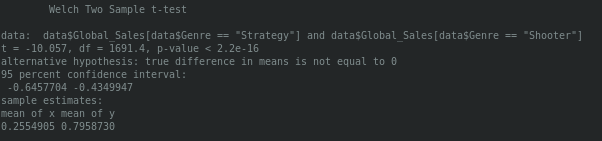 Welch Two Sample t-test
data:  data$Global_Sales[data$Genre == "Strategy"] and data$Global_Sales[data$Genre == "Shooter"]
t = -10.057, df = 1691.4, p-value < 2.2e-16
alternative hypothesis: true difference in means is not equal to 0
95 percent confidence interval:
 -0.6457704 -0.4349947
sample estimates:
mean of x mean of y
0.2554905 0.7958730